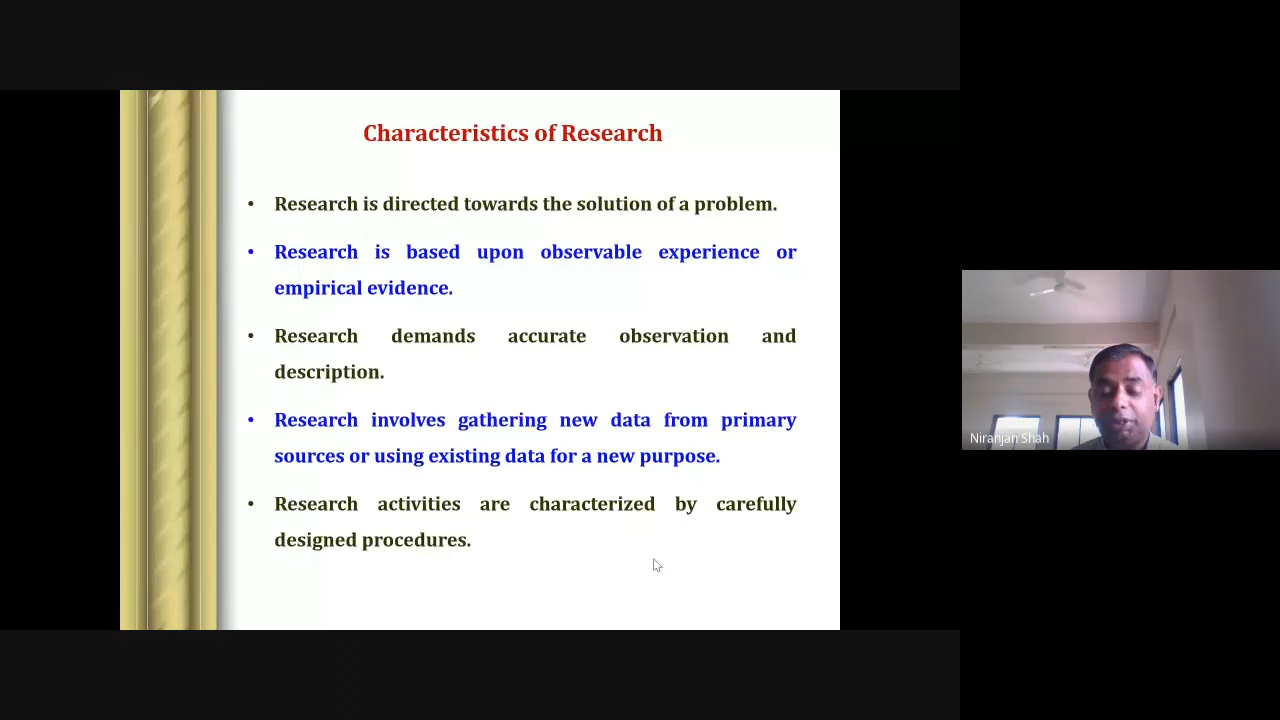 Characteristics of Research
• Research is directed towards the solution of a problem.
• Research is based upon observable experience or
empirical evidence.
• Research demands accurate observation and
description.
• Research involves gathering new data from primary
sources or using existing data for a new purpose.
• Research activities are characterized by carefully
designed procedures.
Niranjan Shah